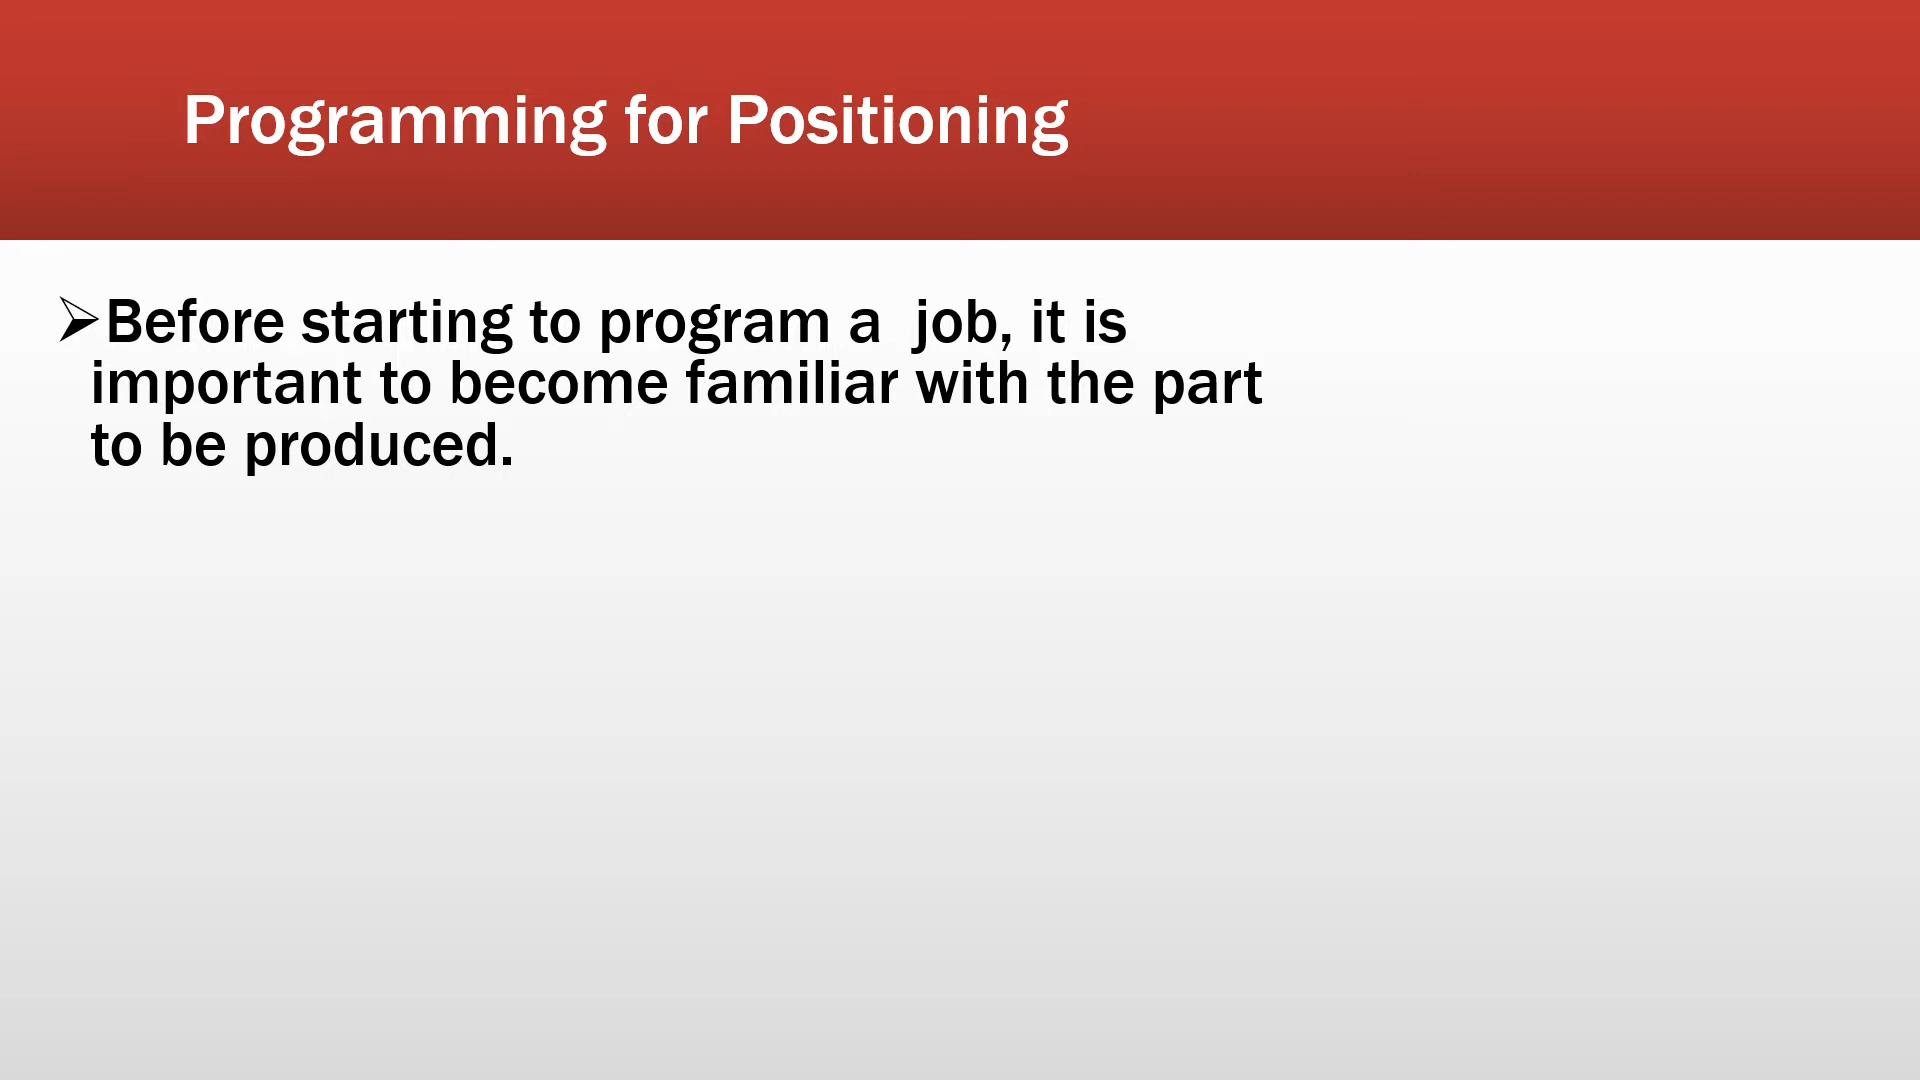 Programming for Positioning
➢Before starting to program a  job, it is
important to become familiar with the part
to be produced.